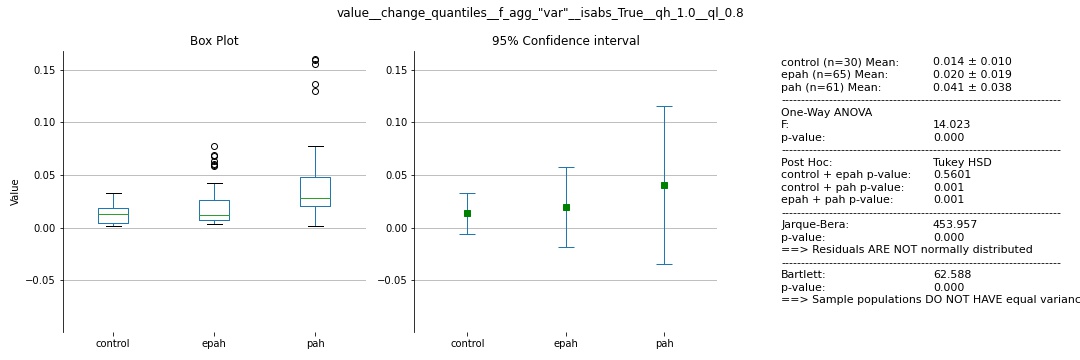 value__change_quantiles__f_agg_"var"__isabs_True__qh_1.0__ql_0.8
Box Plot
Value
0.15
0.10
0.05
0.00
−0.05
control epah pah
95% Confidence interval
0.15
0.10
0.05
0.00
−0.05
control epah pah
control (n=30) Mean: 0.014 ± 0.010
epah (n=65) Mean: 0.020 ± 0.019
pah (n=61) Mean: 0.041 ± 0.038
One-Way ANOVA
F: 14.023
p-value: 0.000
Post Hoc: Tukey HSD
control + epah p-value: 0.5601
control + pah p-value: 0.001
epah + pah p-value: 0.001
Jarque-Bera: 453.957
p-value: 0.000
==> Residuals ARE NOT normally distributed
Bartlett: 62.588
p-value: 0.000
==> Sample populations DO NOT HAVE equal varianc